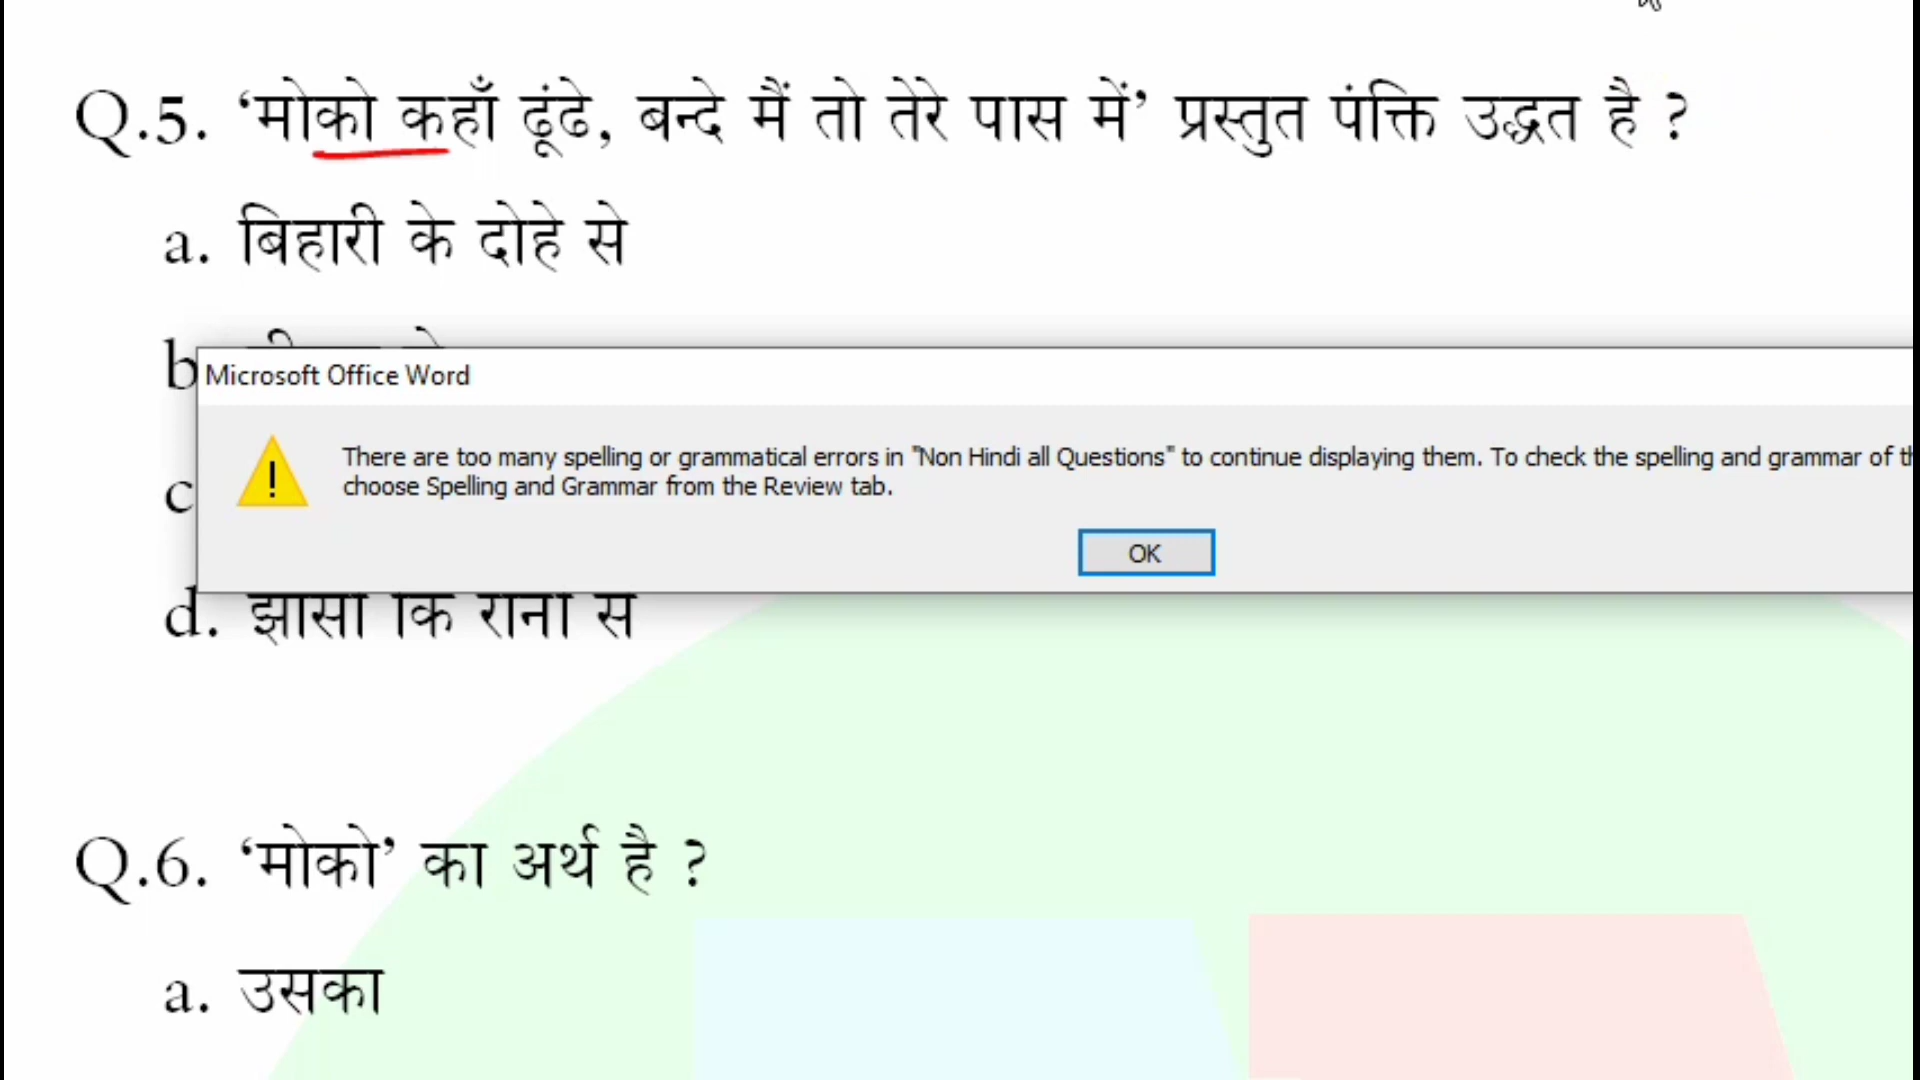 Q.5. ‘मोको कहाँ ढूंढे, बन्दे मैं तो तेरे पास में’ प्रस्तुत पंक्ति उद्धत है ?
a. बिहारी के दोहे से
b
Microsoft Office Word
There are too many spelling or grammatical errors in "Non Hindi all Questions" to continue displaying them. To check the spelling and grammar of
choose Spelling and Grammar from the Review tab.
c
OK
d. झांसी कि रानी से
Q.6. ‘मोको’ का अर्थ है ?
a. उसका